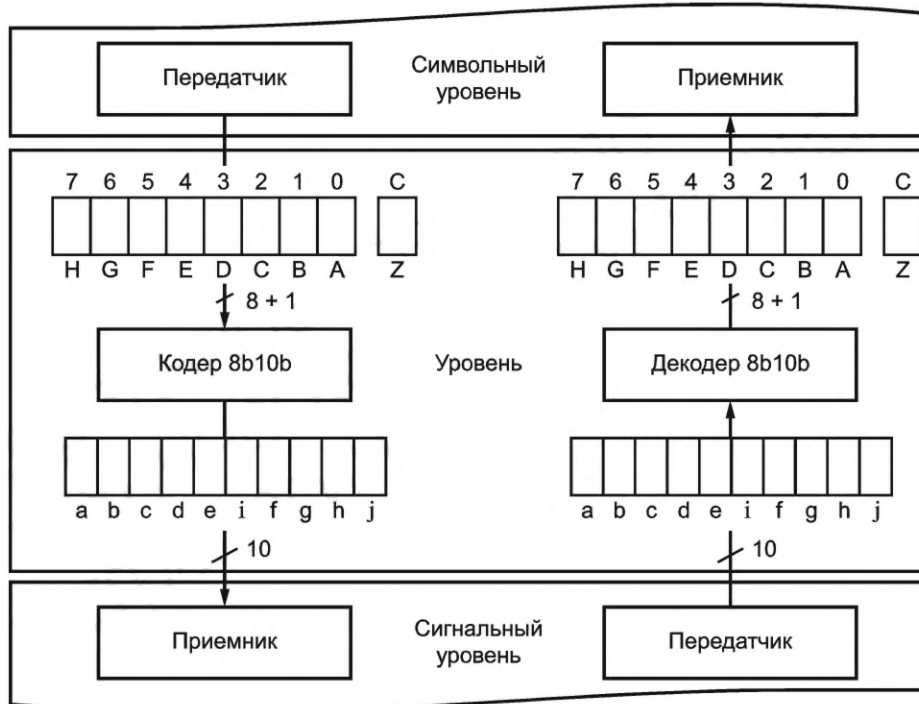 Передатчик Символьный уровень Приемник
7 6 5 4 3 2 1 0 C 7 6 5 4 3 2 1 0 C
H G F E D C B A Z H G F E D C B A Z
8 + 1 8 + 1
Кодер 8b10b Уровень Декодер 8b10b
a b c d e i f g h j a b c d e i f g h j
10 10
Приемник Сигнальный уровень Передатчик